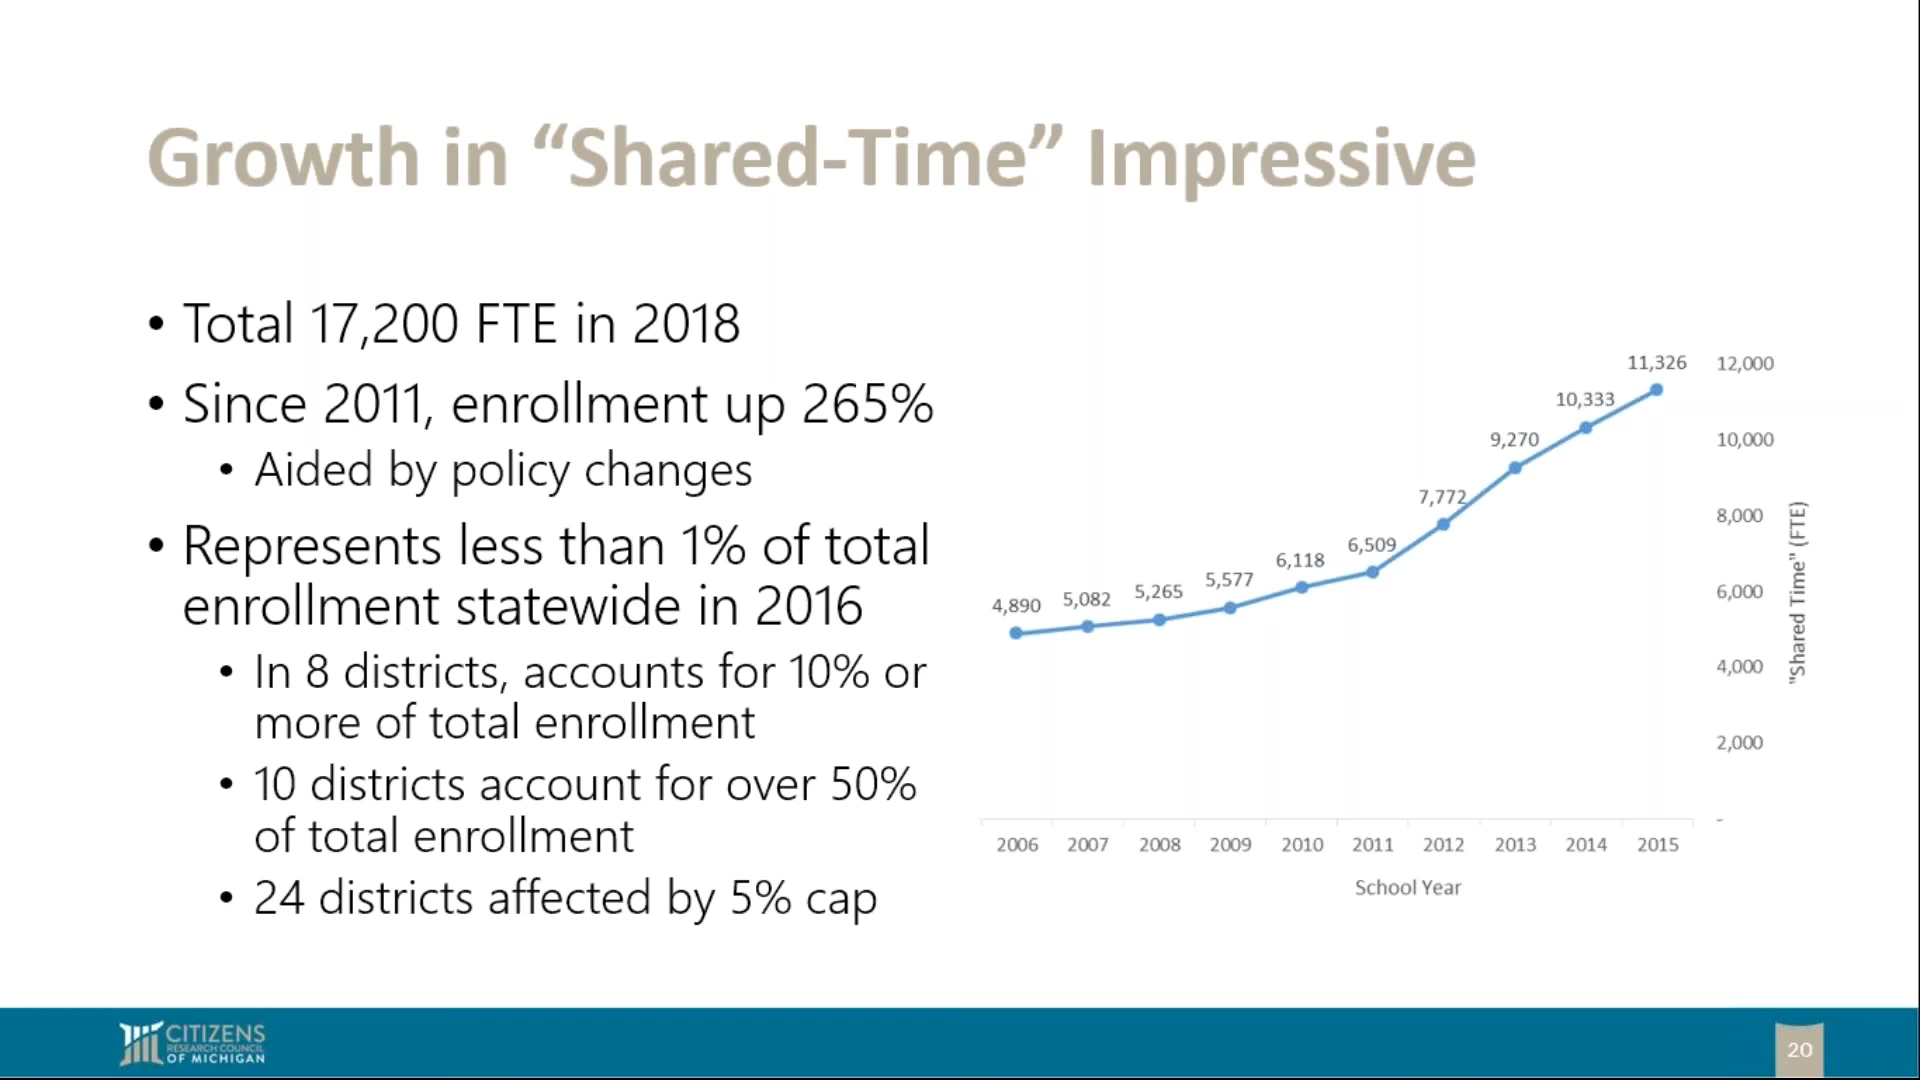 Growth in “Shared-Time” Impressive
• Total 17,200 FTE in 2018
• Since 2011, enrollment up 265%
• Aided by policy changes
• Represents less than 1% of total
enrollment statewide in 2016
• In 8 districts, accounts for 10% or
more of total enrollment
• 10 districts account for over 50%
of total enrollment
• 24 districts affected by 5% cap
4,890
5,082
5,265
5,577
6,118
6,509
7,772
9,270
10,333
11,326
12,000
10,000
8,000
6,000
4,000
2,000
-
"Shared Time" (FTE)
2006 2007 2008 2009 2010 2011 2012 2013 2014 2015
School Year
CITIZENS
RESEARCH COUNCIL
OF MICHIGAN
20